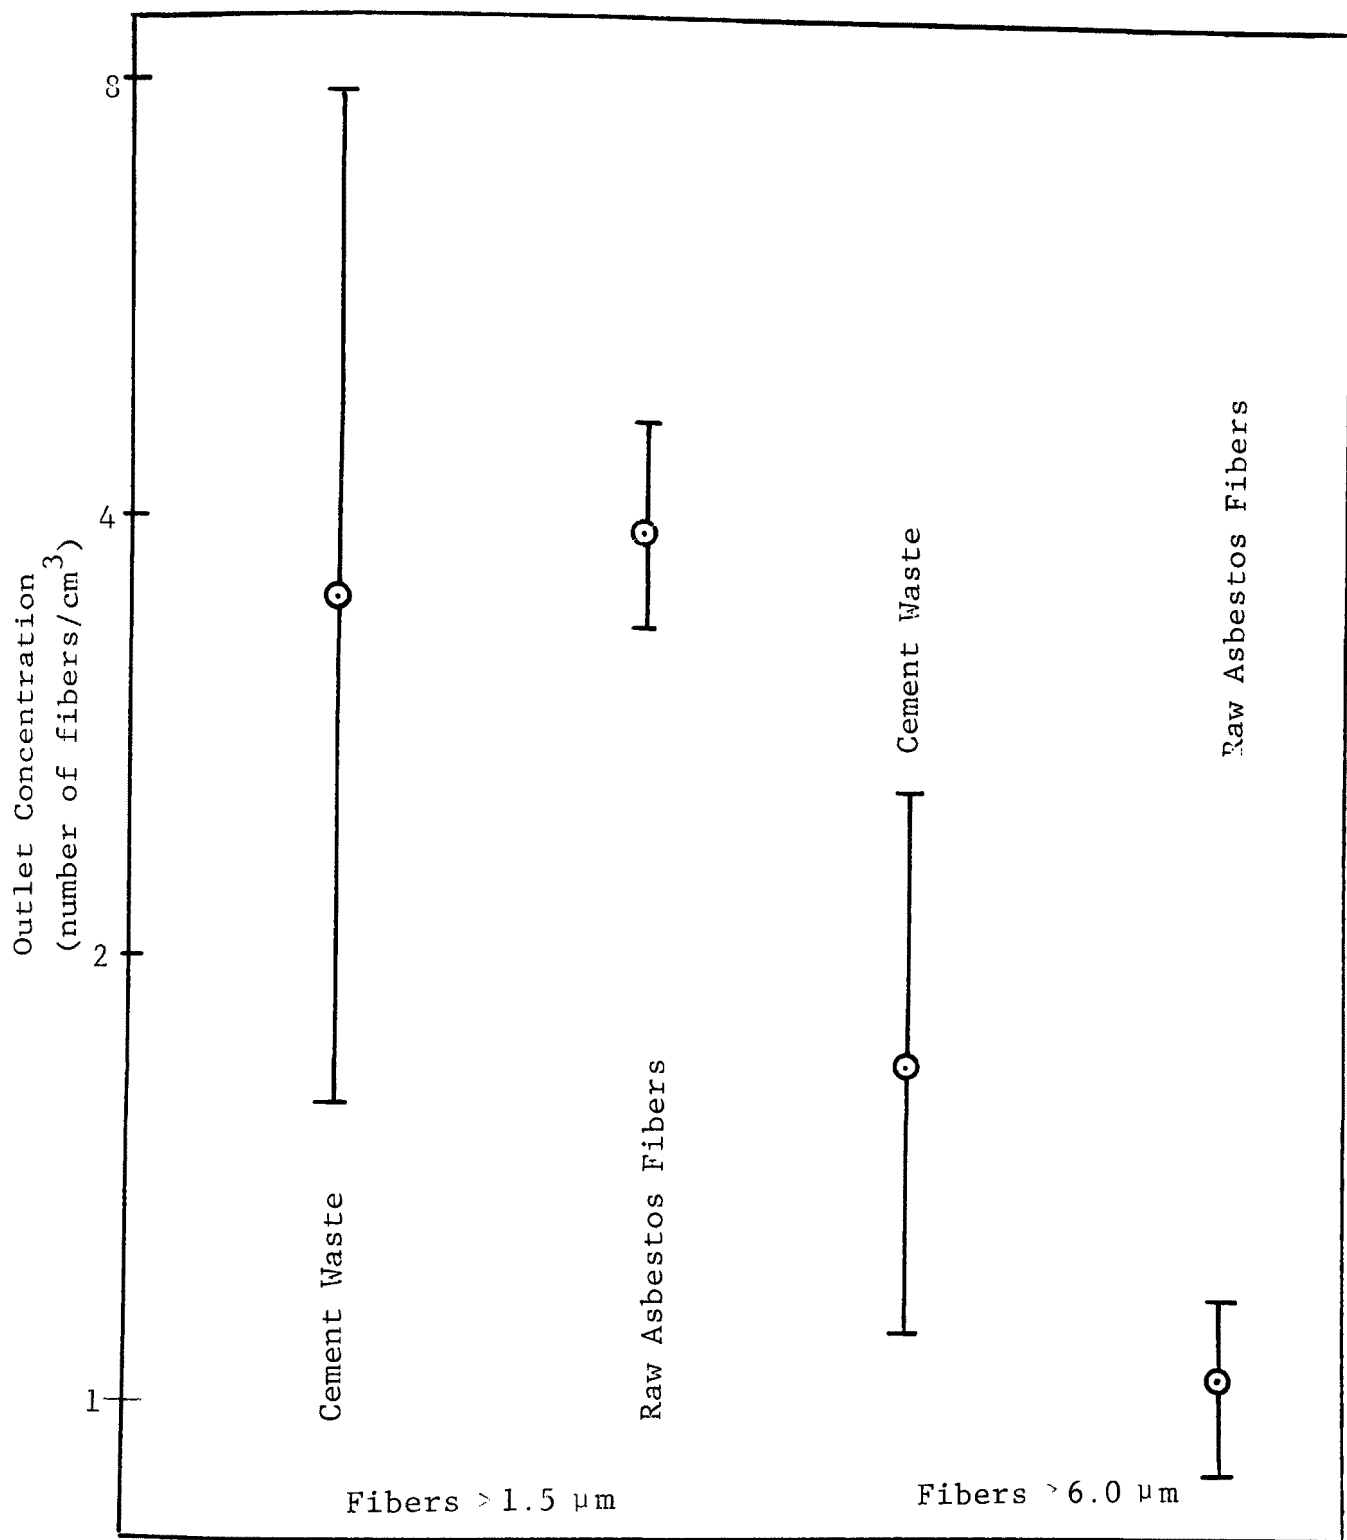 8
4
2
1
Outlet Concentration
(number of fibers/cm³)
Cement Waste
Raw Asbestos Fibers
Cement Waste
Raw Asbestos Fibers
Fibers > 1.5 μm
Fibers > 6.0 μm